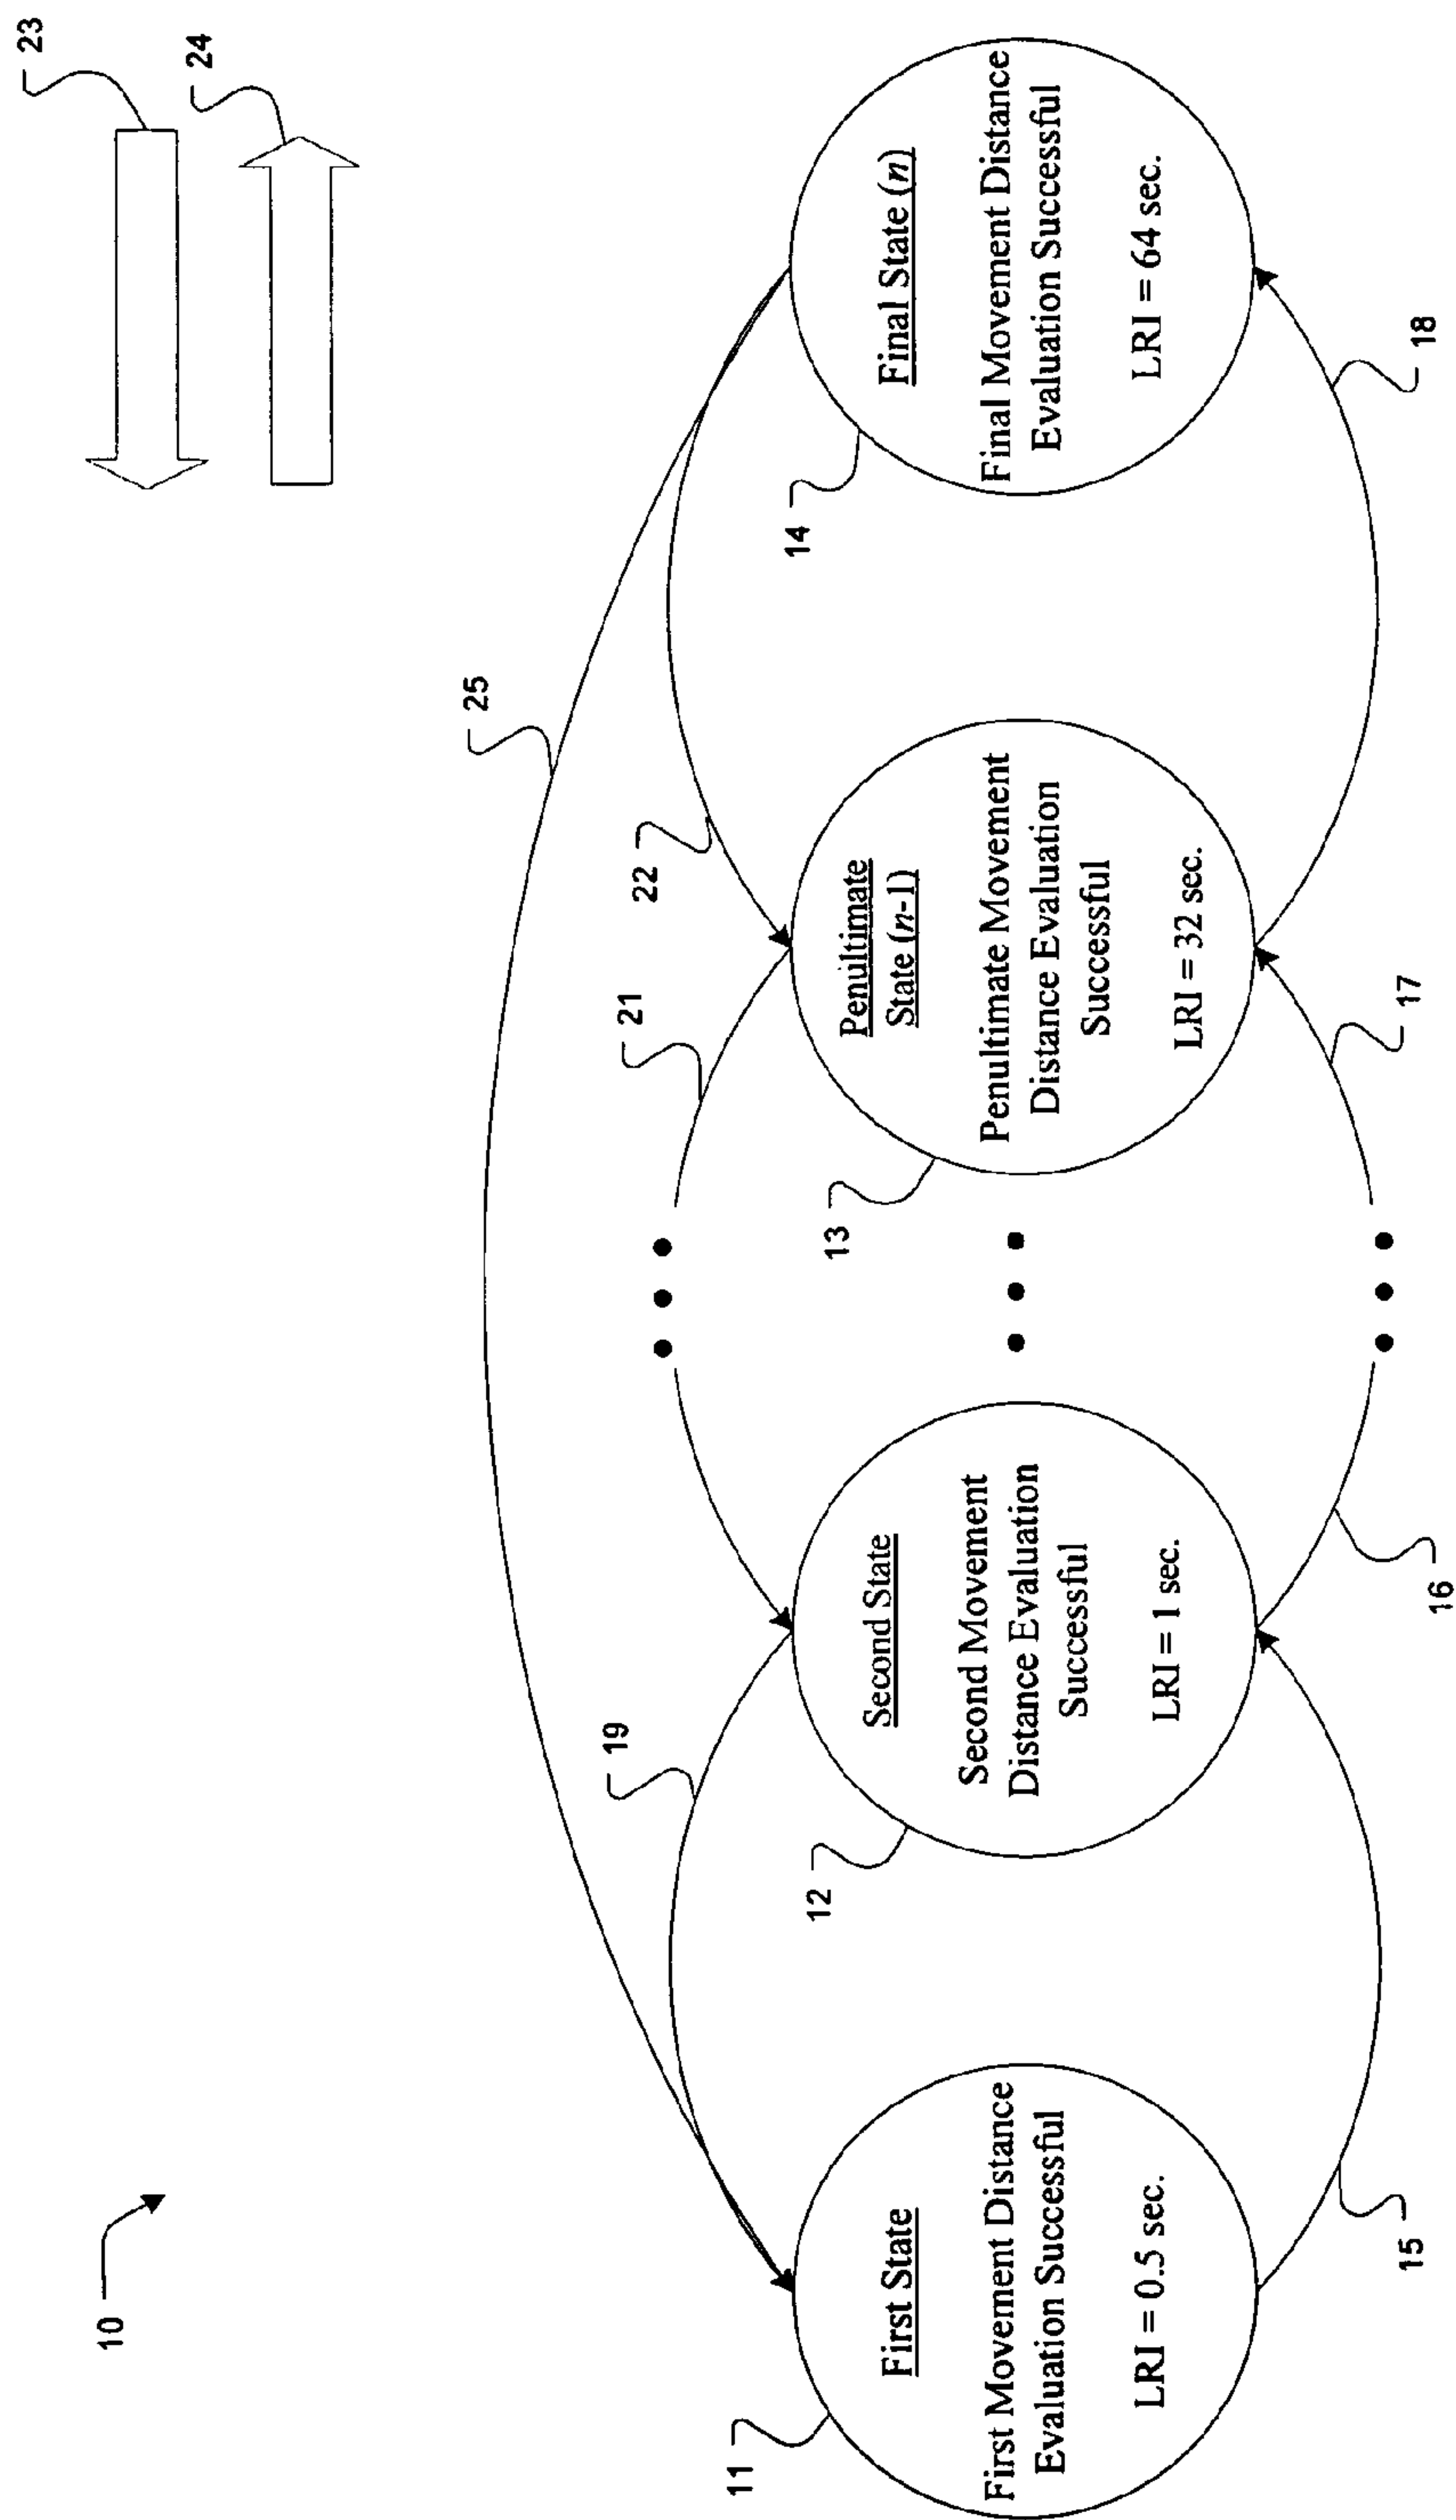 10
23
24
25
19
21
22
11
First State
First Movement Distance
Evaluation Successful
LRI = 0.5 sec.
12
Second State
Second Movement
Distance Evaluation
Successful
LRI = 1 sec.
13
Penultimate
State (n-1)
Penultimate Movement
Distance Evaluation
Successful
LRI = 32 sec.
14
Final State (n)
Final Movement Distance
Evaluation Successful
LRI = 64 sec.
15
16
17
18